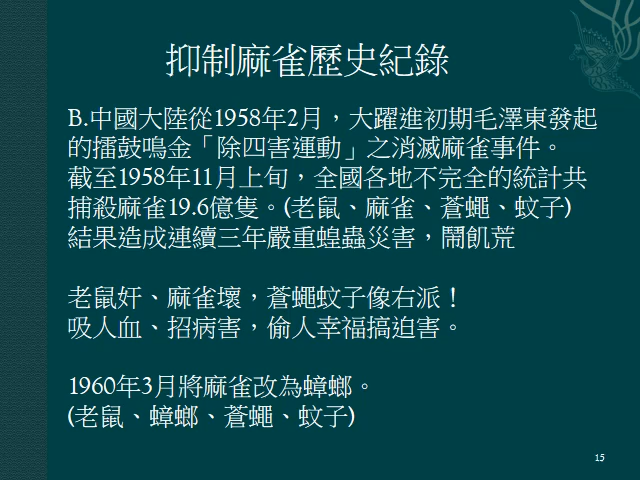 抑制麻雀歷史紀錄
B.中國大陸從1958年2月，大躍進初期毛澤東發起
的擂鼓鳴金「除四害運動」之消滅麻雀事件。
截至1958年11月上旬，全國各地不完全的統計共
捕殺麻雀19.6億隻。(老鼠、麻雀、蒼蠅、蚊子)
結果造成連續三年嚴重蝗蟲災害，鬧飢荒
老鼠奸、麻雀壞，蒼蠅蚊子像右派！
吸人血、招病害，偷人幸福搞迫害。
1960年3月將麻雀改為蟑螂。
(老鼠、蟑螂、蒼蠅、蚊子)
15